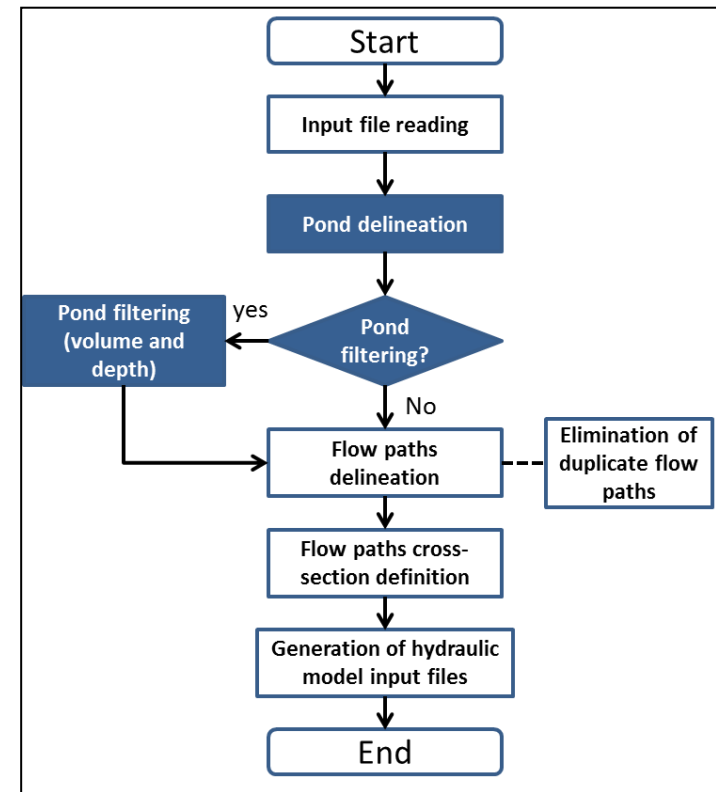 Start
Input file reading
Pond delineation
Pond filtering
(volume and
depth)
yes
Pond
filtering?
No
Flow paths
delineation
Elimination of
duplicate flow
paths
Flow paths cross-
section definition
Generation of hydraulic
model input files
End